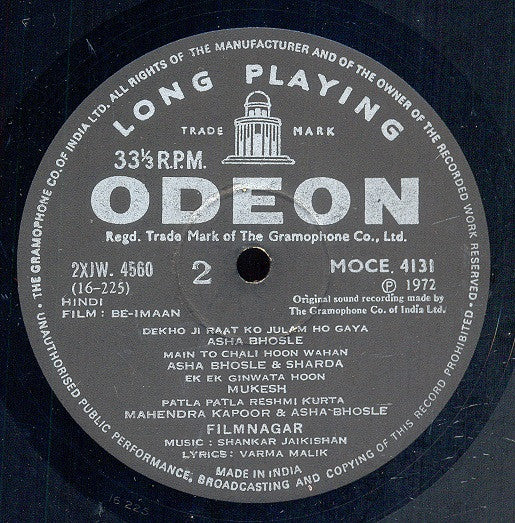 THE GRAMOPHONE CO. OF INDIA LTD. ALL RIGHTS OF THE MANUFACTURER AND OF THE OWNER OF THE RECORDED WORK RESERVED.
LONG PLAYING
TRADE MARK
33⅓ R.P.M.
ODEON
Regd. Trade Mark of The Gramophone Co., Ltd.
2XJW. 4560 2 MOCE. 4131
(16-225) Ⓟ 1972
HINDI
Original sound recording made by
The Gramophone Co. of India Ltd.
FILM : BE-IMAAN
DEKHO JI RAAT KO JULAM HO GAYA
ASHA BHOSLE
MAIN TO CHALI HOON WAHAN
ASHA BHOSLE & SHARDA
EK EK GINWATA HOON
MUKESH
PATLA PATLA RESHMI KURTA
MAHENDRA KAPOOR & ASHA BHOSLE
FILMNAGAR
MUSIC : SHANKAR JAIKISHAN
LYRICS : VARMA MALIK
MADE IN INDIA
UNAUTHORISED PUBLIC PERFORMANCE, BROADCASTING AND COPYING OF THIS RECORD PROHIBITED.
16 225